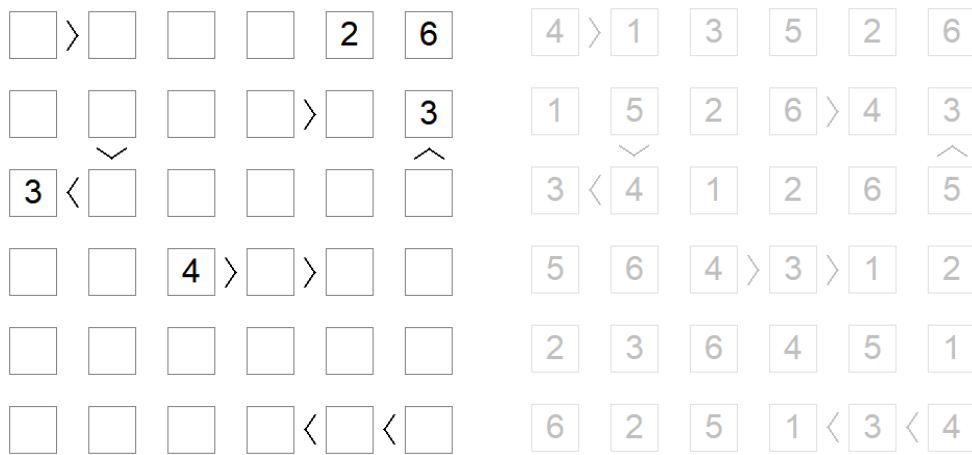 > 2 6 4 > 1 3 5 2 6
> 3 1 5 2 6 > 4 3
∨ ∧ ∨ ∧
3 < 3 < 4 1 2 6 5
4 > > 5 6 4 > 3 > 1 2
2 3 6 4 5 1
< < 6 2 5 1 < 3 < 4